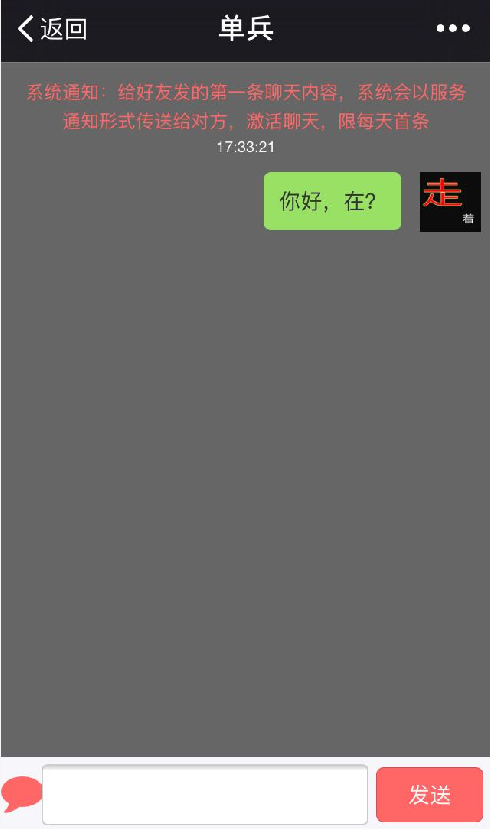 返回
单兵
系统通知：给好友发的第一条聊天内容，系统会以服务
通知形式传送给对方，激活聊天，限每天首条
17:33:21
你好，在？
走
着
发送